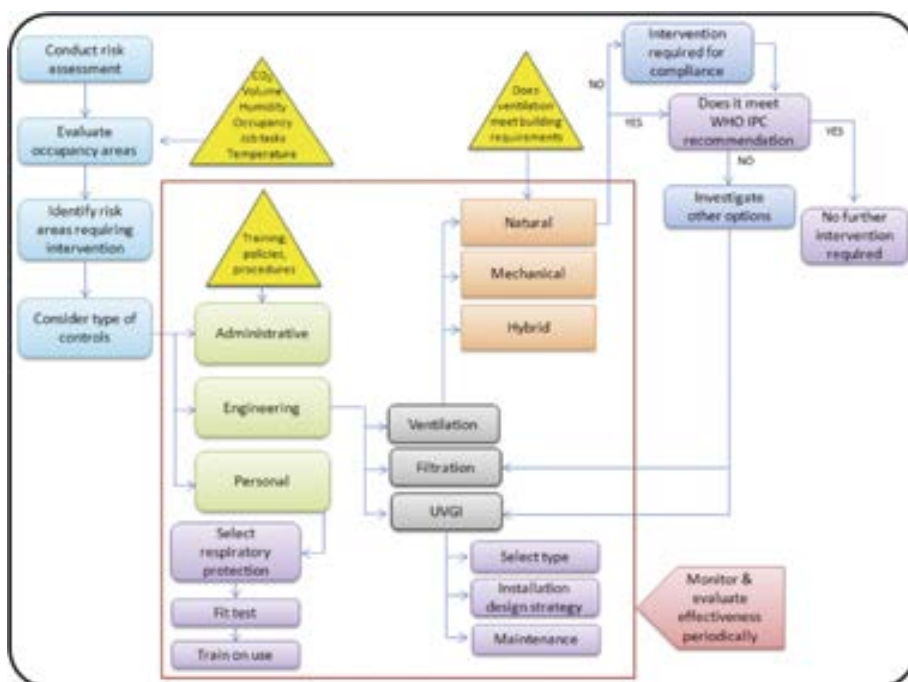 Conduct risk
assessment
Evaluate
occupancy areas
Identify risk
areas requiring
intervention
Consider type of
controls
CO₂
Volume
Humidity
Occupancy
Job tasks
Temperature
Training,
policies,
procedures
Administrative
Engineering
Personal
Select
respiratory
protection
Fit test
Train on use
Does
ventilation
meet building
requirements
Natural
Mechanical
Hybrid
Ventilation
Filtration
UVGI
Select type
Installation
design strategy
Maintenance
NO
YES
Intervention
required for
compliance
Does it meet
WHO IPC
recommendation
NO
YES
Investigate
other options
No further
intervention
required
Monitor &
evaluate
effectiveness
periodically